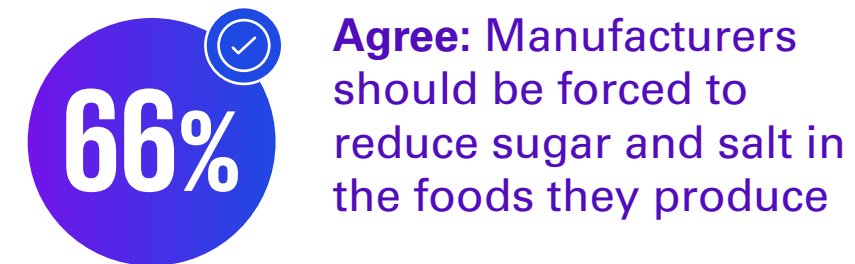 66%
Agree: Manufacturers
should be forced to
reduce sugar and salt in
the foods they produce